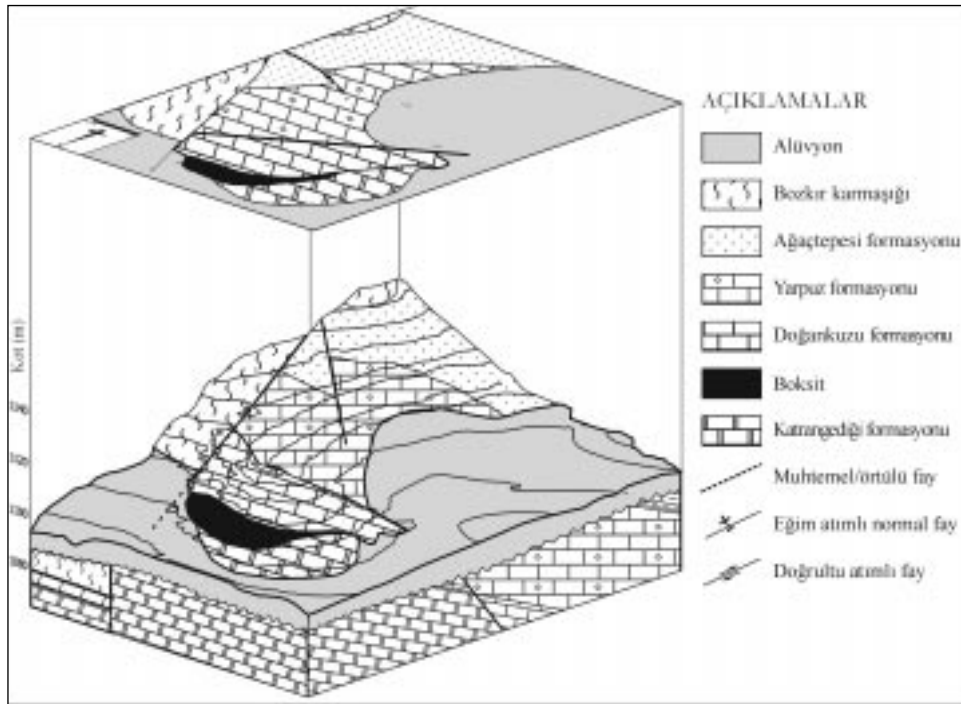 AÇIKLAMALAR
Alüvyon
Bozkır karmaşığı
Ağaçtepesi formasyonu
Yarpuz formasyonu
Doğankuzu formasyonu
Boksit
Katrangediği formasyonu
Muhtemel/örtülü fay
Eğim atımlı normal fay
Doğrultu atımlı fay
Kot (m)